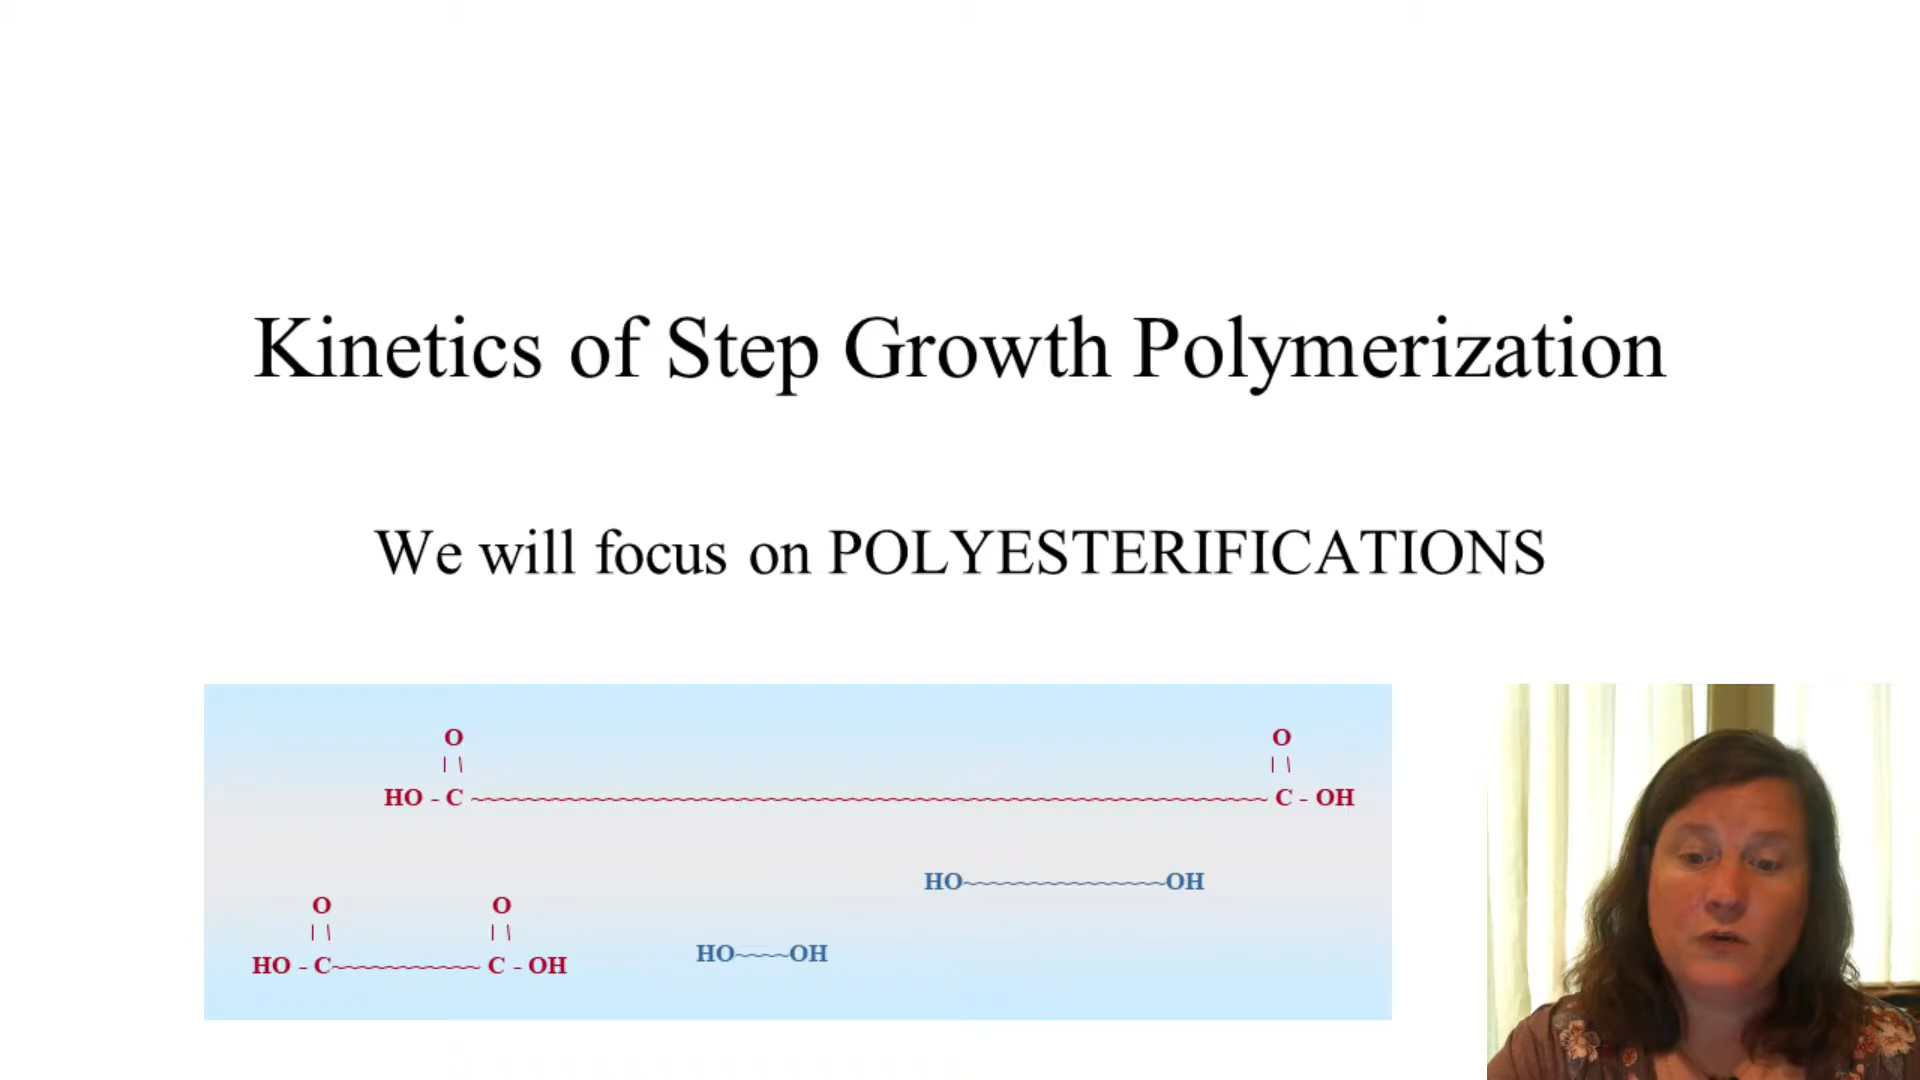 Kinetics of Step Growth Polymerization
We will focus on POLYESTERIFICATIONS
O O
HO - C C - OH
HO OH
O O
HO - C C - OH
HO OH